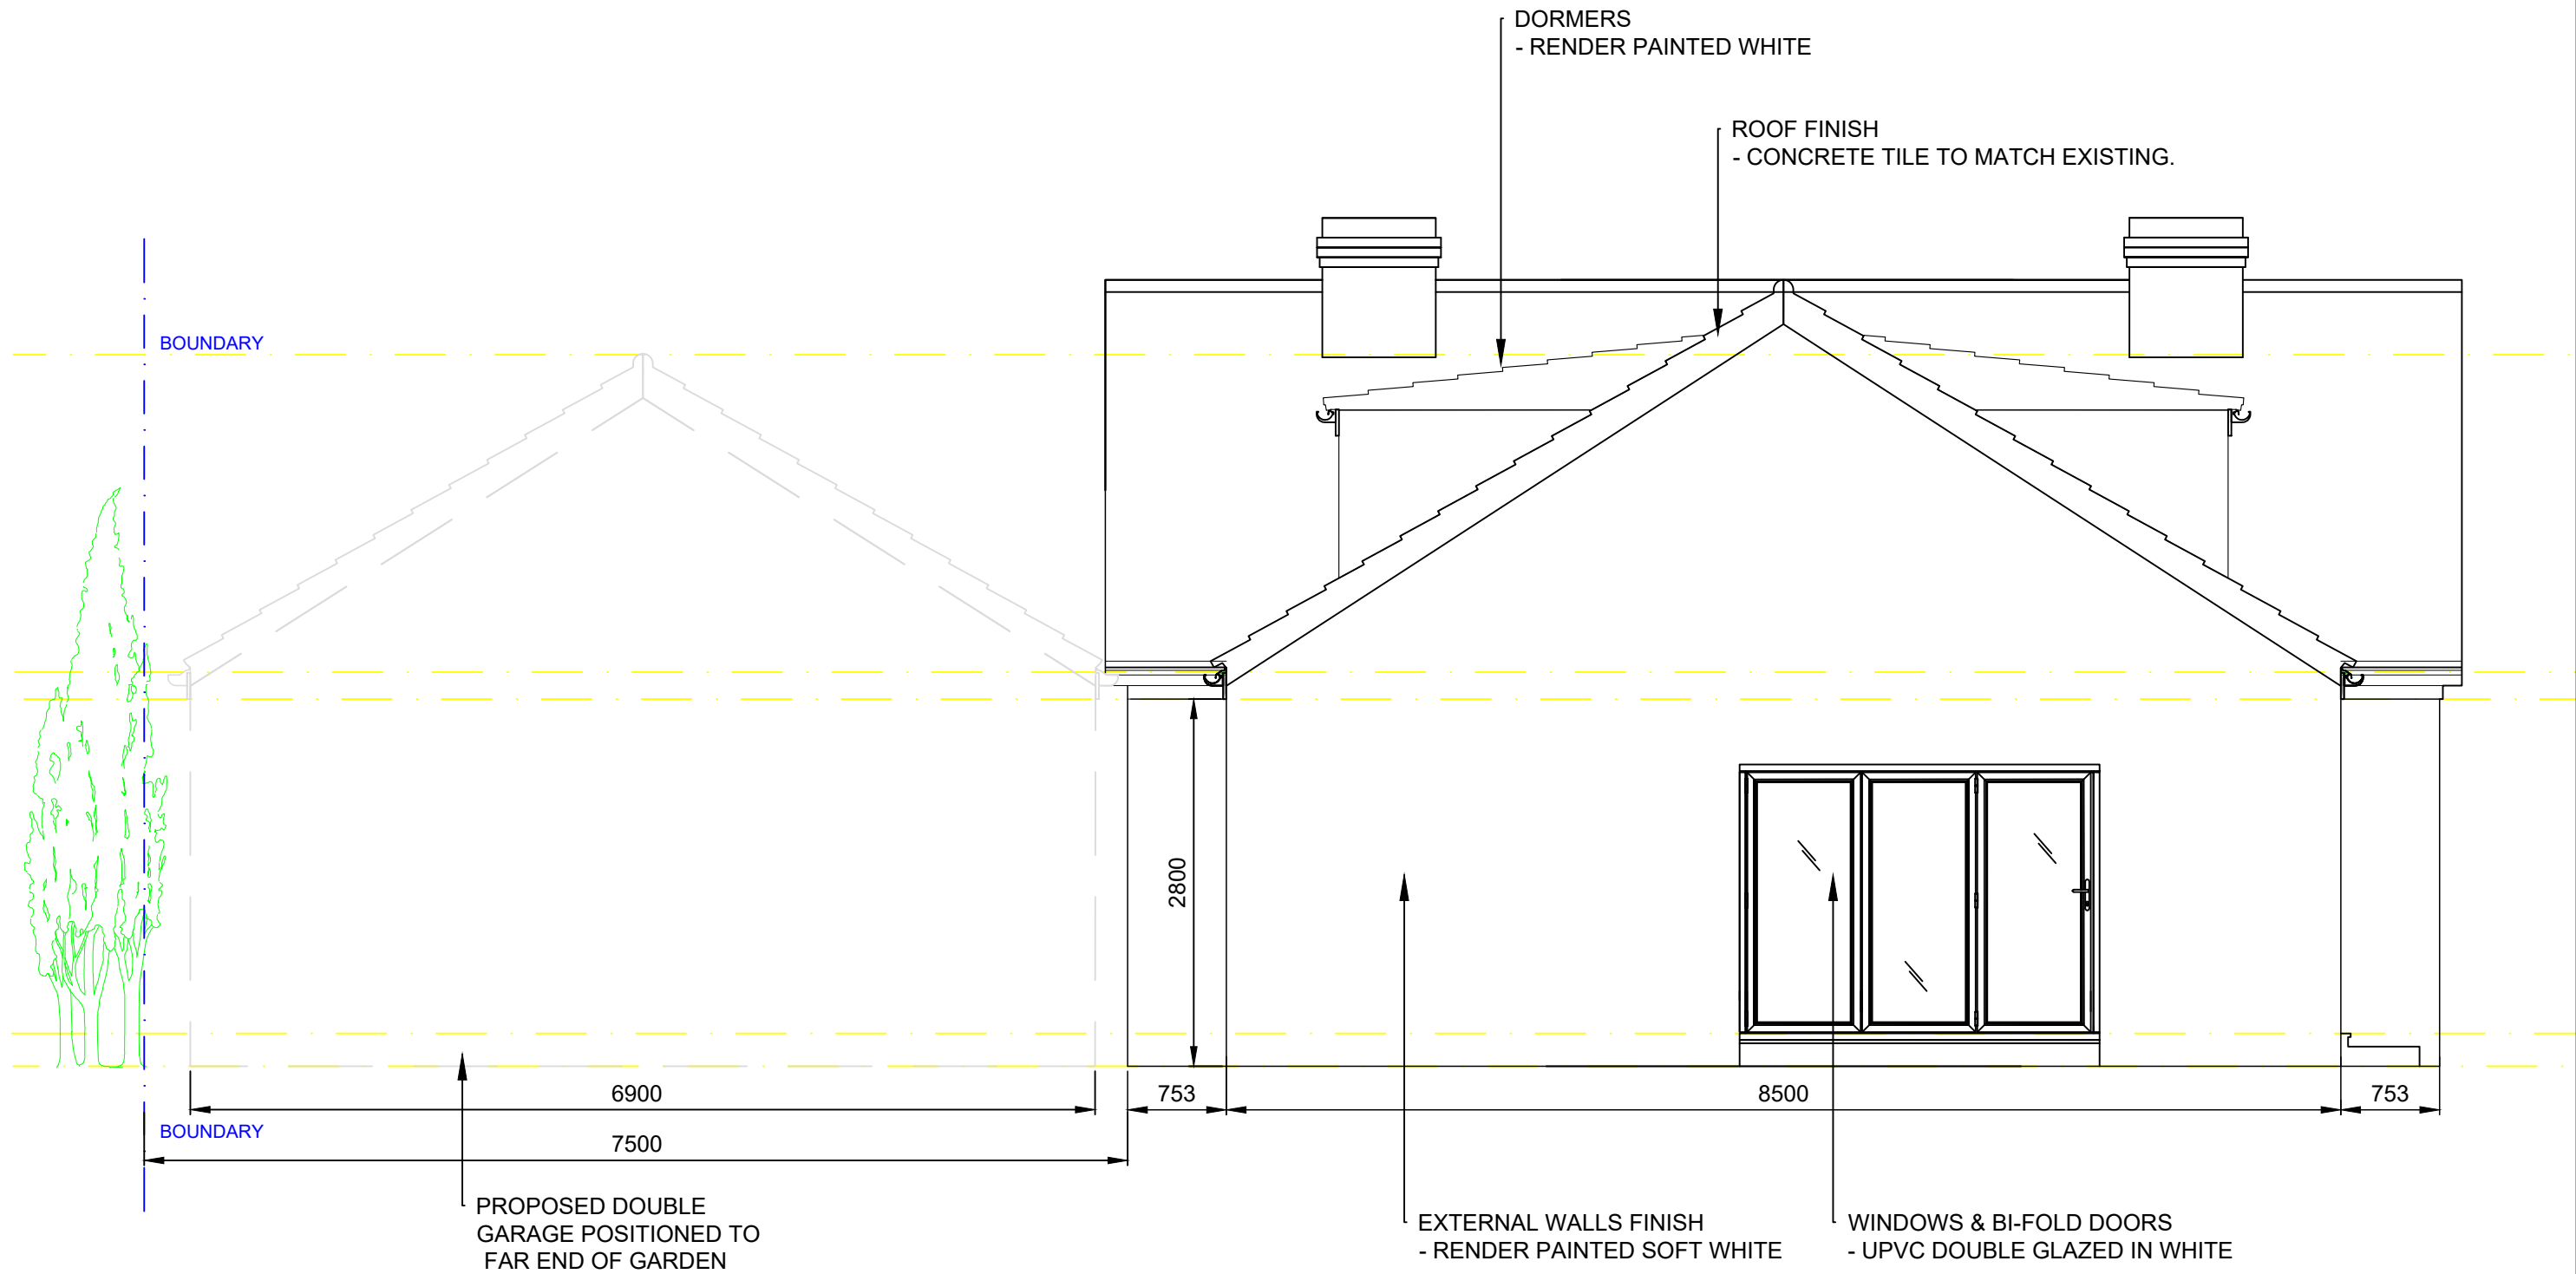 DORMERS
- RENDER PAINTED WHITE
ROOF FINISH
- CONCRETE TILE TO MATCH EXISTING.
BOUNDARY
2800
6900
753
8500
753
BOUNDARY
7500
PROPOSED DOUBLE
GARAGE POSITIONED TO
FAR END OF GARDEN
EXTERNAL WALLS FINISH
- RENDER PAINTED SOFT WHITE
WINDOWS & BI-FOLD DOORS
- UPVC DOUBLE GLAZED IN WHITE